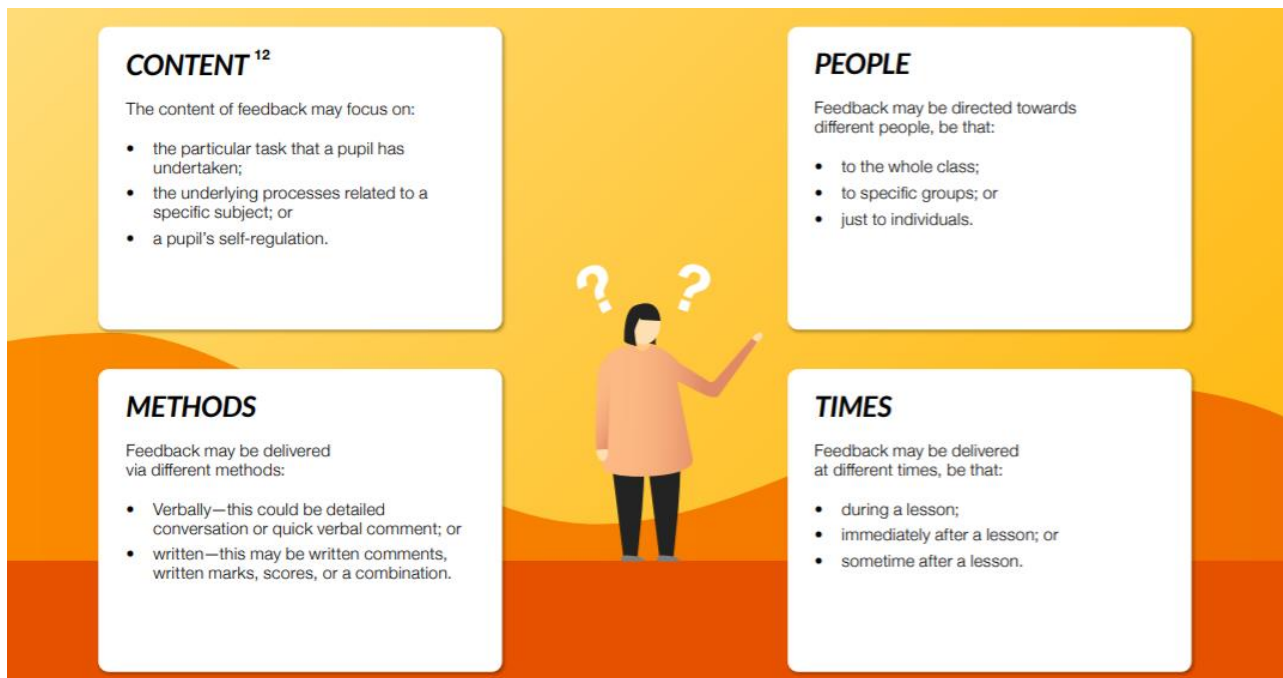 CONTENT 12
The content of feedback may focus on:
• the particular task that a pupil has
undertaken;
• the underlying processes related to a
specific subject; or
• a pupil's self-regulation.
PEOPLE
Feedback may be directed towards
different people, be that:
• to the whole class;
• to specific groups; or
• just to individuals.
? ?
METHODS
Feedback may be delivered
via different methods:
• Verbally—this could be detailed
conversation or quick verbal comment; or
• written—this may be written comments,
written marks, scores, or a combination.
TIMES
Feedback may be delivered
at different times, be that:
• during a lesson;
• immediately after a lesson; or
• sometime after a lesson.